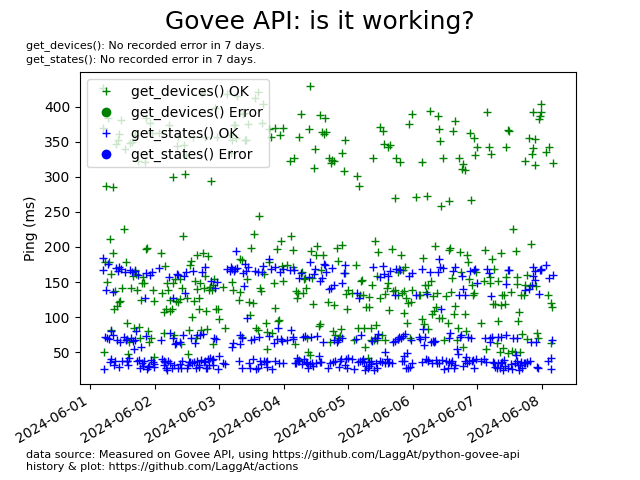 Govee API: is it working?
get_devices(): No recorded error in 7 days.
get_states(): No recorded error in 7 days.
get_devices() OK
get_devices() Error
get_states() OK
get_states() Error
Ping (ms)
400
350
300
250
200
150
100
50
2024-06-01
2024-06-02
2024-06-03
2024-06-04
2024-06-05
2024-06-06
2024-06-07
2024-06-08
data source: Measured on Govee API, using https://github.com/LaggAt/python-govee-api
history & plot: https://github.com/LaggAt/actions